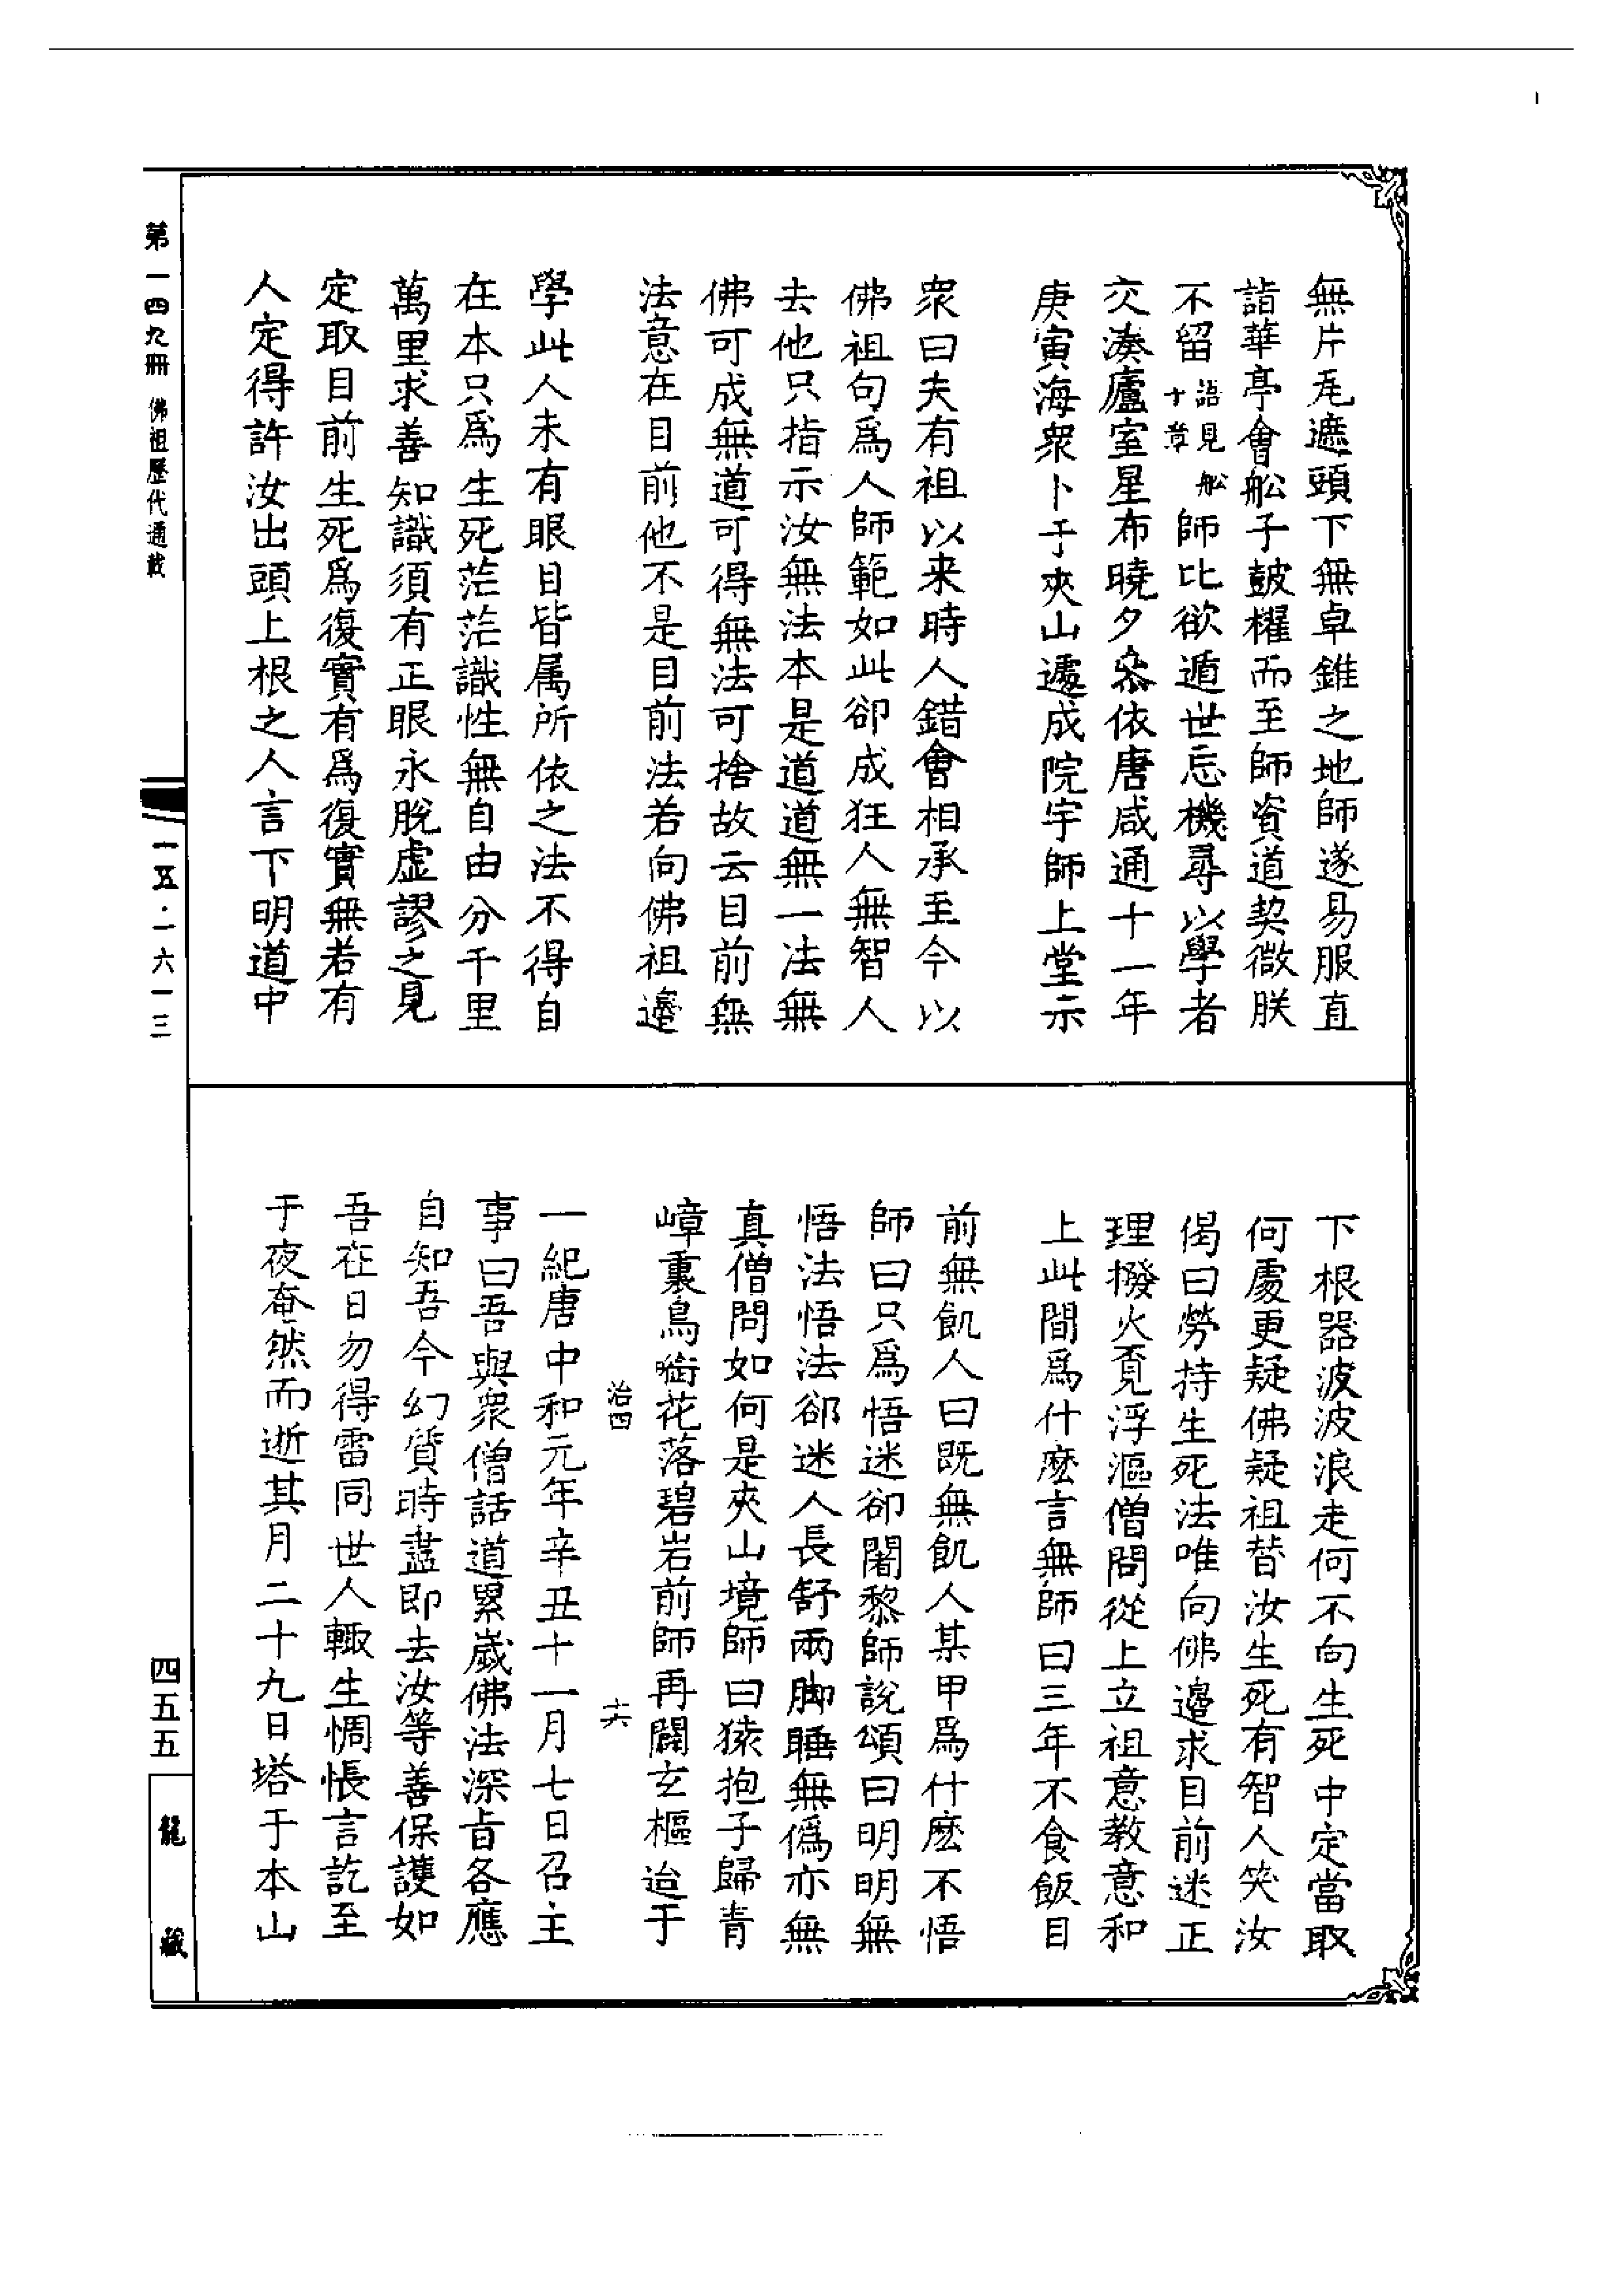 無片瓦遮頭下無卓錐之地師遂易服直
詣華亭會舩子皷櫂而至師資道契微朕
不留語見舩十章師比欲遁世忘機尋以學者
交湊廬室星布曉夕叅依唐咸通十一年
庚寅海衆卜于夾山遽成院宇師上堂示
衆曰夫有祖以来時人錯會相承至今以
佛祖句爲人師範如此卻成狂人無智人
去他只指示汝無法本是道道無一法無
佛可成無道可得無法可捨故云目前無
法意在目前他不是目前法若向佛祖邊
學此人未有眼目皆属所依之法不得自
在本只爲生死茫茫識性無自由分千里
萬里求善知識須有正眼永脫虛謬之見
定取目前生死爲復實有爲復實無若有
人定得許汝出頭上根之人言下明道中
下根器波波浪走何不向生死中定當取
何處更疑佛疑祖替汝生死有智人笑汝
偈曰勞持生死法唯向佛邊求目前迷正
理撥火覓浮漚僧問從上立祖意教意和
上此間爲什麽言無師曰三年不食飯目
前無飢人曰既無飢人某甲爲什麽不悟
師曰只爲悟迷卻闍黎師說頌曰明明無
悟法悟法卻迷人長舒兩脚睡無僞亦無
真僧問如何是夾山境師曰猿抱子歸青
嶂裏鳥㗸花落碧岩前師再闢玄樞迨于
治四 十六
一紀唐中和元年辛丑十一月七日召主
事曰吾與衆僧話道累歲佛法深旨各應
自知吾今幻質時盡即去汝等善保護如
吾在日勿得雷同世人輙生惆悵言訖至
于夜奄然而逝其月二十九日塔于本山
第一四九冊 佛祖歷代通載
一五·一六一三
四五五
龍藏